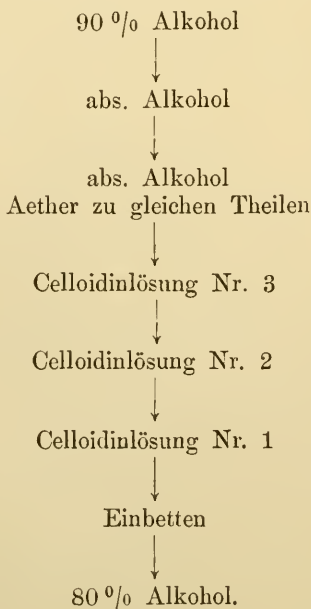 90 % Alkohol
abs. Alkohol
abs. Alkohol
Aether zu gleichen Theilen
Celloidinlösung Nr. 3
Celloidinlösung Nr. 2
Celloidinlösung Nr. 1
Einbetten
80 % Alkohol.